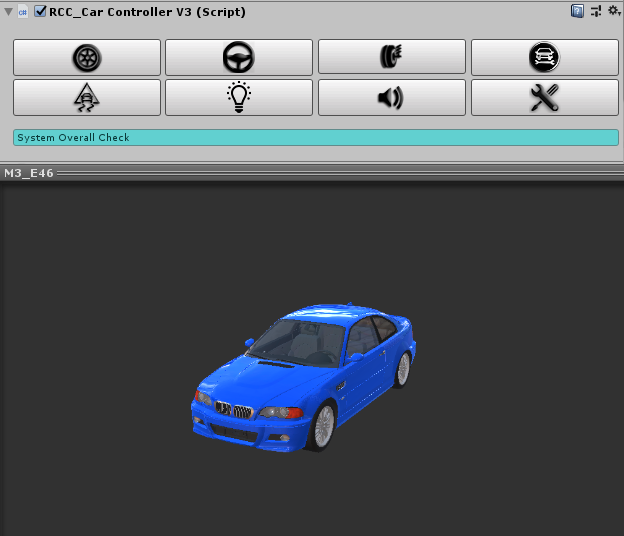 RCC_Car Controller V3 (Script)
System Overall Check
M3_E46